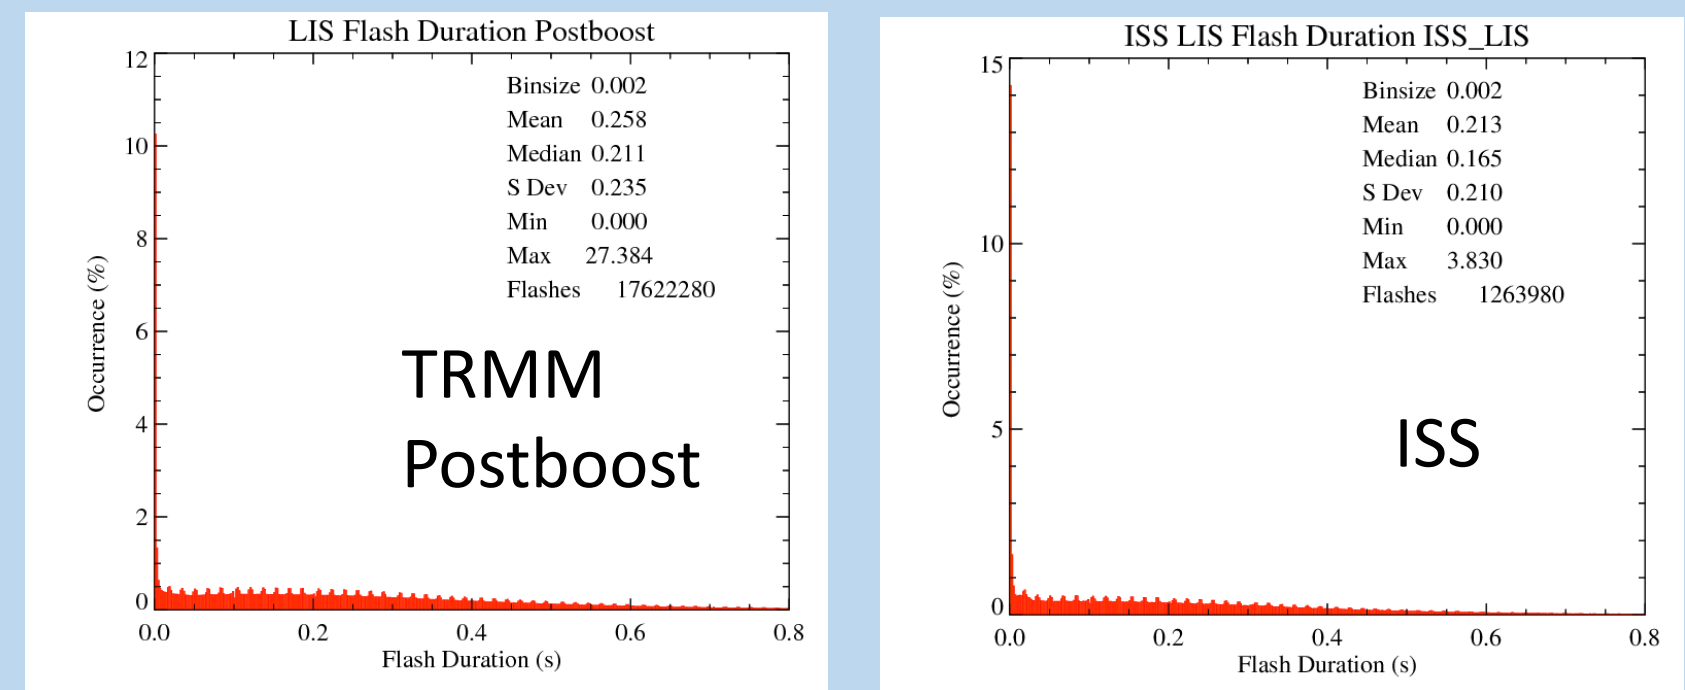 LIS Flash Duration Postboost
12
10
8
6
4
2
0
Occurrence (%)
Binsize 0.002
Mean 0.258
Median 0.211
S Dev 0.235
Min 0.000
Max 27.384
Flashes 17622280
TRMM
Postboost
0.0 0.2 0.4 0.6 0.8
Flash Duration (s)
ISS LIS Flash Duration ISS_LIS
15
10
5
0
Occurrence (%)
Binsize 0.002
Mean 0.213
Median 0.165
S Dev 0.210
Min 0.000
Max 3.830
Flashes 1263980
ISS
0.0 0.2 0.4 0.6 0.8
Flash Duration (s)